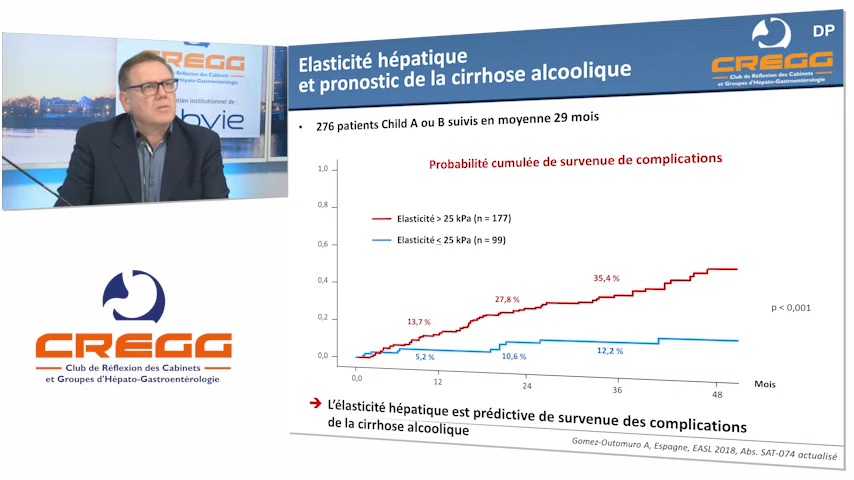 CREGG
Club de Réflexion des Cabinets
et Groupes d'Hépato-Gastroentérologie
tien institutionnel de :
bvie
Elasticité hépatique
et pronostic de la cirrhose alcoolique
DP
CREGG
Club de Réflexion des Cabinets
et Groupes d'Hépato-Gastroentérologie
• 276 patients Child A ou B suivis en moyenne 29 mois
Probabilité cumulée de survenue de complications
1,0
0,8
0,6
0,4
0,2
0,0
Elasticité > 25 kPa (n = 177)
Elasticité ≤ 25 kPa (n = 99)
13,7 %
27,8 %
35,4 %
5,2 %
10,6 %
12,2 %
p < 0,001
0,0
12
24
36
48
Mois
➔ L'élasticité hépatique est prédictive de survenue des complications
de la cirrhose alcoolique
Gomez-Outomuro A, Espagne, EASL 2018, Abs. SAT-074 actualisé
CREGG
Club de Réflexion des Cabinets
et Groupes d'Hépato-Gastroentérologie